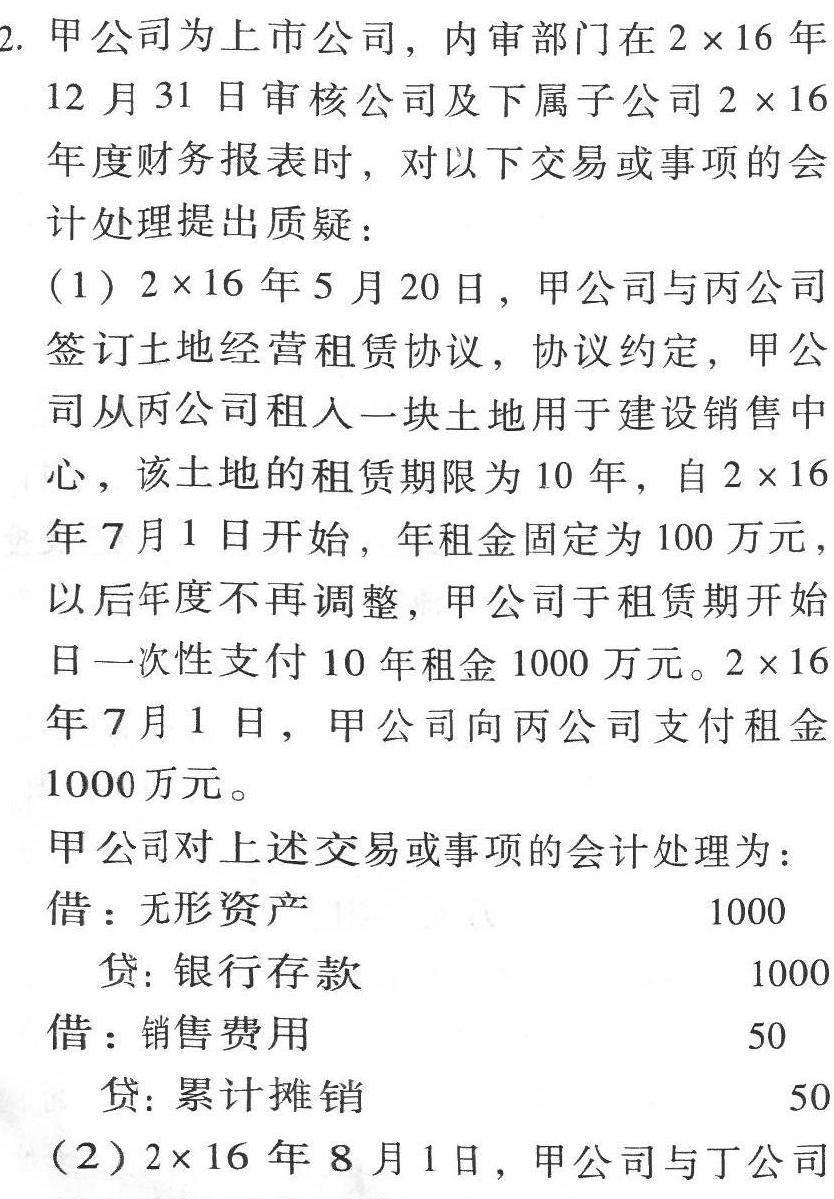 2. 甲公司为上市公司，内审部门在 2 × 16 年
12 月 31 日审核公司及下属子公司 2 × 16
年度财务报表时，对以下交易或事项的会
计处理提出质疑：
(1) 2 × 16 年 5 月 20 日，甲公司与丙公司
签订土地经营租赁协议，协议约定，甲公
司从丙公司租入一块土地用于建设销售中
心，该土地的租赁期限为 10 年，自 2 × 16
年 7 月 1 日开始，年租金固定为 100 万元，
以后年度不再调整，甲公司于租赁期开始
日一次性支付 10 年租金 1000 万元。2 × 16
年 7 月 1 日，甲公司向丙公司支付租金
1000 万元。
甲公司对上述交易或事项的会计处理为：
借：无形资产 1000
贷：银行存款 1000
借：销售费用 50
贷：累计摊销 50
(2) 2 × 16 年 8 月 1 日，甲公司与丁公司